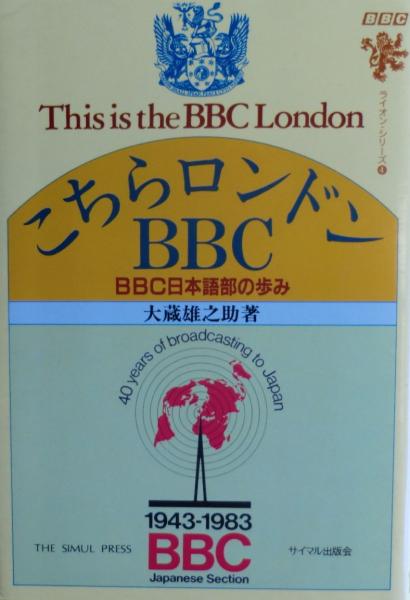 BBC
ライオン・シリーズ4
This is the BBC London
こちらロンドン
BBC
BBC日本語部の歩み
大蔵雄之助著
40 years of broadcasting to Japan
1943-1983
BBC
Japanese Section
THE SIMUL PRESS
サイマル出版会